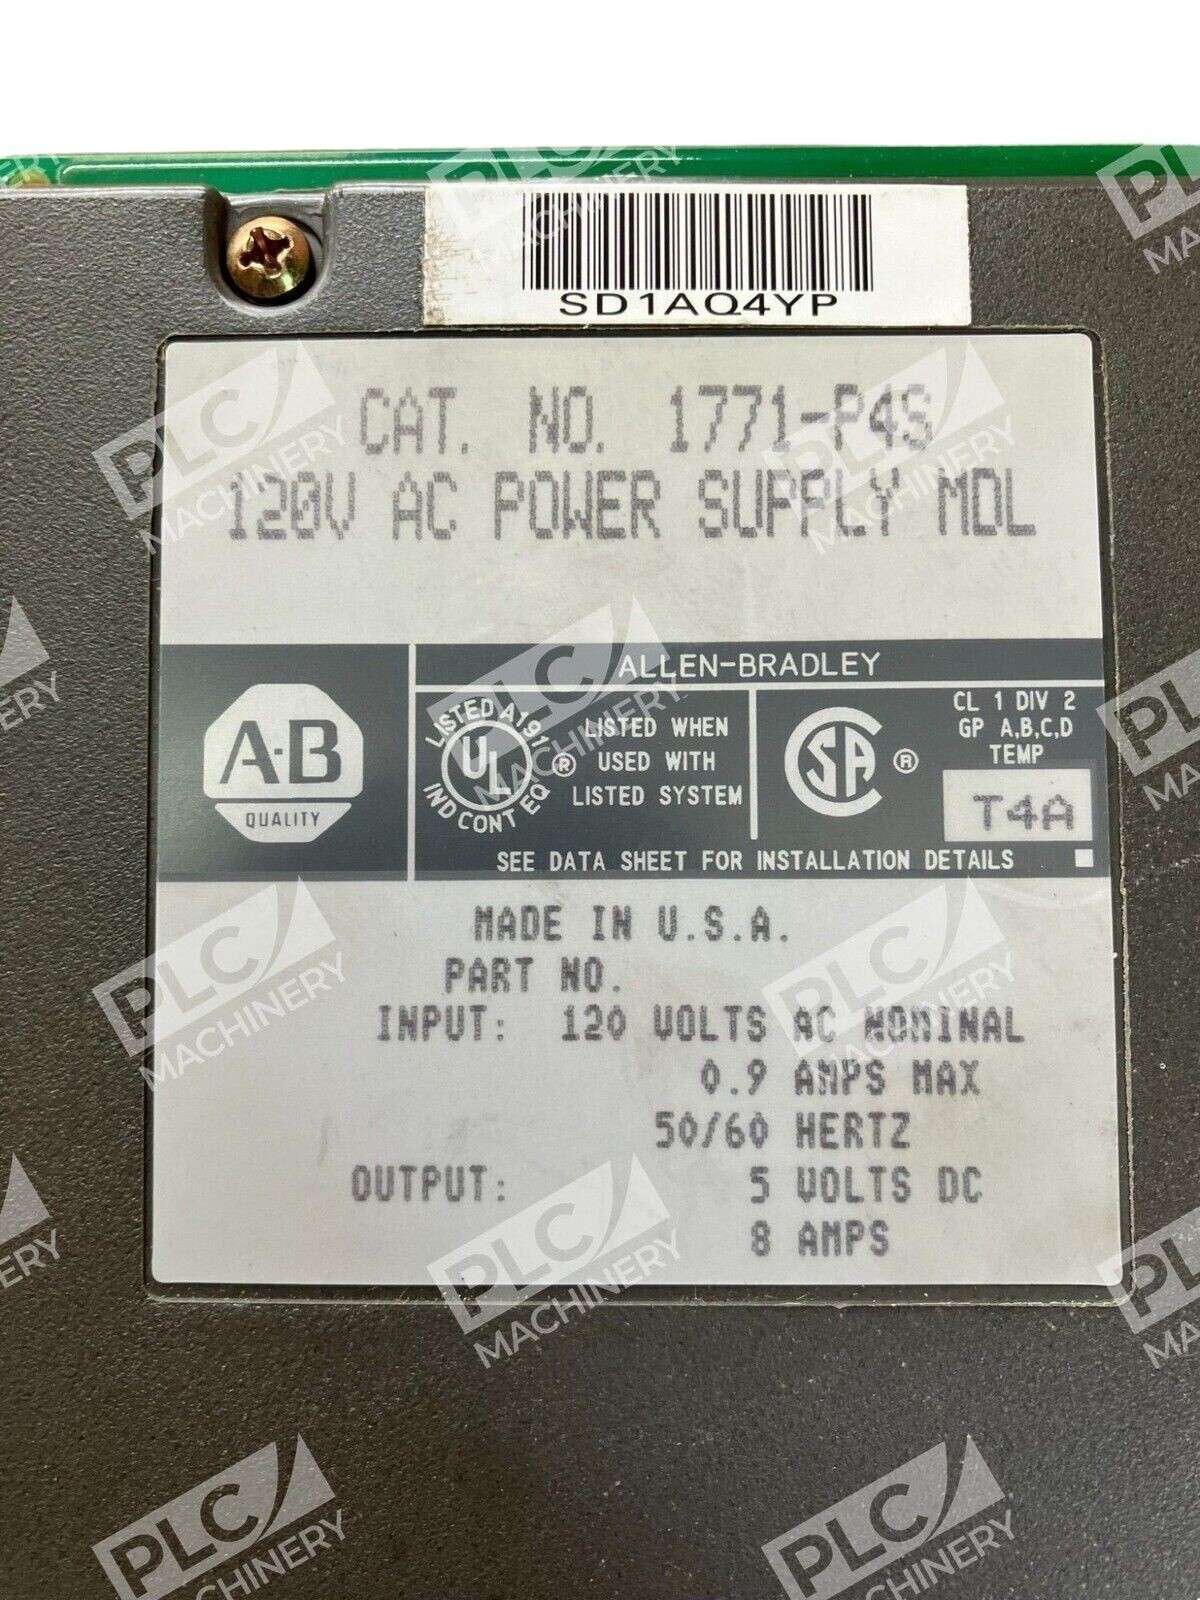 SD1AQ4YP
CAT. NO. 1771-P4S
120V AC POWER SUPPLY MDL
ALLEN-BRADLEY
A-B
QUALITY
LISTED A191
UL
®
IND CONT EQ
LISTED WHEN
USED WITH
LISTED SYSTEM
SA
®
CL 1 DIV 2
GP A,B,C,D
TEMP
T4A
SEE DATA SHEET FOR INSTALLATION DETAILS
MADE IN U.S.A.
PART NO.
INPUT: 120 VOLTS AC NOMINAL
0.9 AMPS MAX
50/60 HERTZ
OUTPUT: 5 VOLTS DC
8 AMPS
PLC
MACHINERY